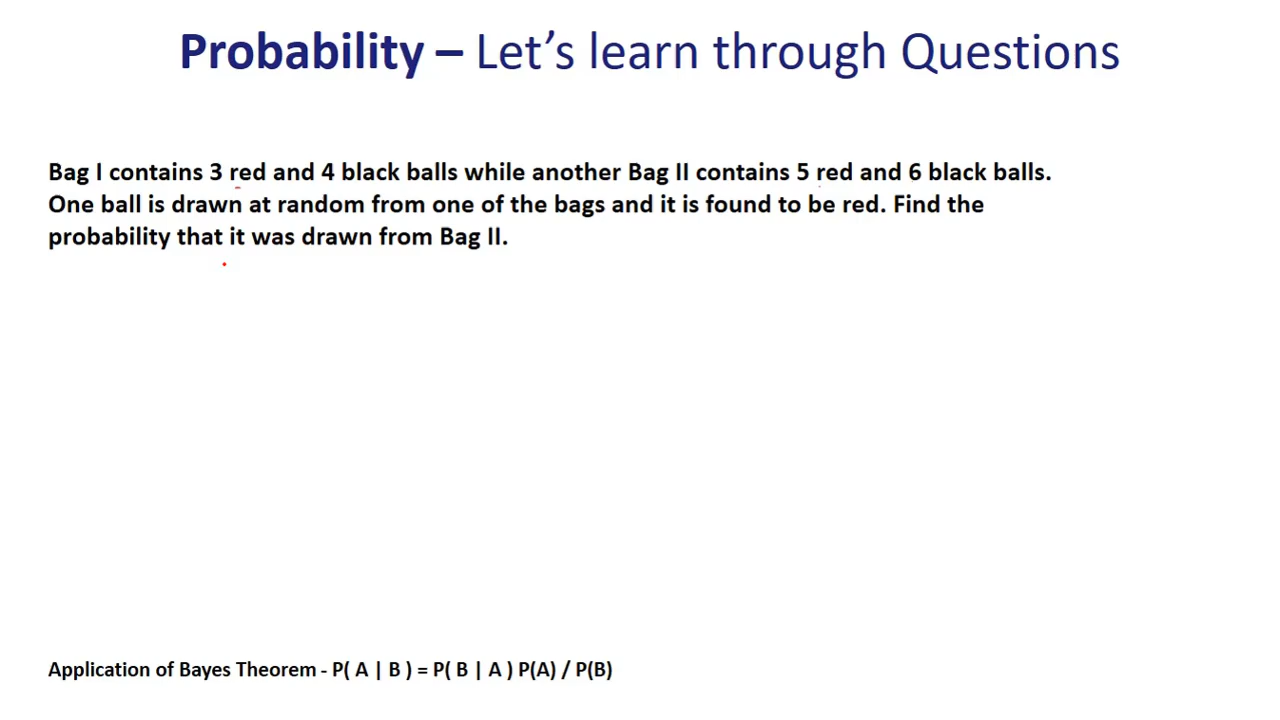 Probability – Let’s learn through Questions
Bag I contains 3 red and 4 black balls while another Bag II contains 5 red and 6 black balls.
One ball is drawn at random from one of the bags and it is found to be red. Find the
probability that it was drawn from Bag II.
Application of Bayes Theorem - P( A | B ) = P( B | A ) P(A) / P(B)